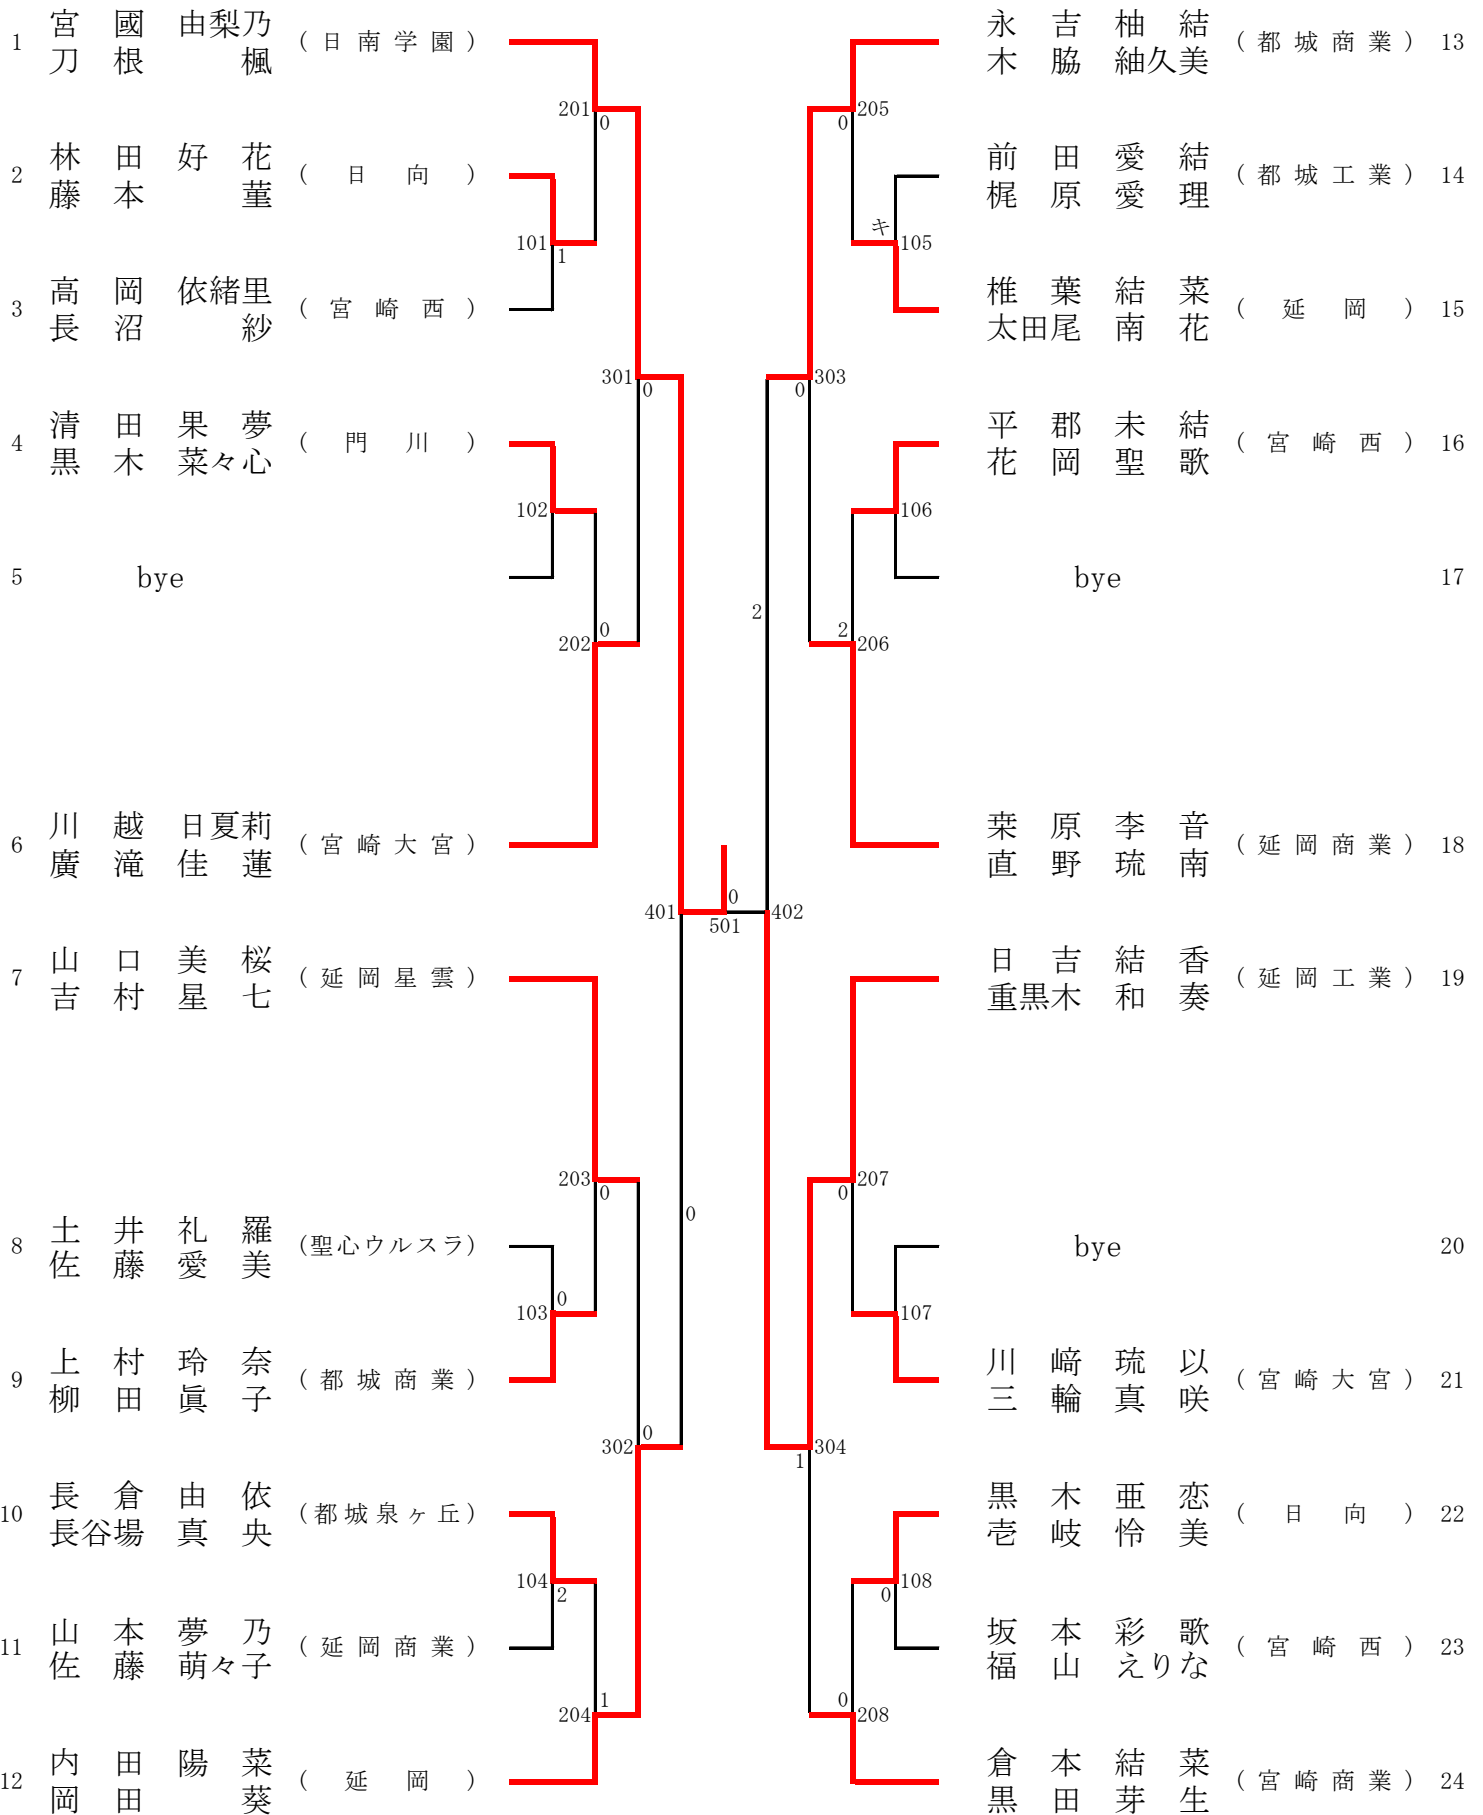 1 宮國 由梨乃 (日南学園)
刀根 楓
201
0
2 林田 好花 (日向)
藤本 菫
101
1
3 高岡 依緒里 (宮崎西)
長沼 紗
301
0
4 清田 果夢 (門川)
黒木 菜々心
102
5 bye
202
0
6 川越 日夏莉 (宮崎大宮)
廣滝 佳蓮
401
501
0
7 山口 美桜 (延岡星雲)
吉村 星七
203
0
0
8 土井 礼羅 (聖心ウルスラ)
佐藤 愛美
103
0
9 上村 玲奈 (都城商業)
柳田 眞子
302
0
10 長倉 由依 (都城泉ヶ丘)
長谷場 真央
104
2
11 山本 夢乃 (延岡商業)
佐藤 萌々子
204
1
12 内田 陽菜 (延岡)
岡田 葵
永吉 柚結 (都城商業) 13
木脇 紬久美
205
0
前田 愛結 (都城工業) 14
梶原 愛理
キ
105
椎葉 結菜 (延岡) 15
太田尾 南花
303
0
平郡 未結 (宮崎西) 16
花岡 聖歌
106
bye 17
2
2
206
桒原 李音 (延岡商業) 18
直野 琉南
402
日吉 結香 (延岡工業) 19
重黒木 和奏
207
0
bye 20
107
川﨑 琉以 (宮崎大宮) 21
三輪 真咲
304
1
黒木 亜恋 (日向) 22
壱岐 怜美
108
0
坂本 彩歌 (宮崎西) 23
福山 えりな
0
208
倉本 結菜 (宮崎商業) 24
黒田 芽生